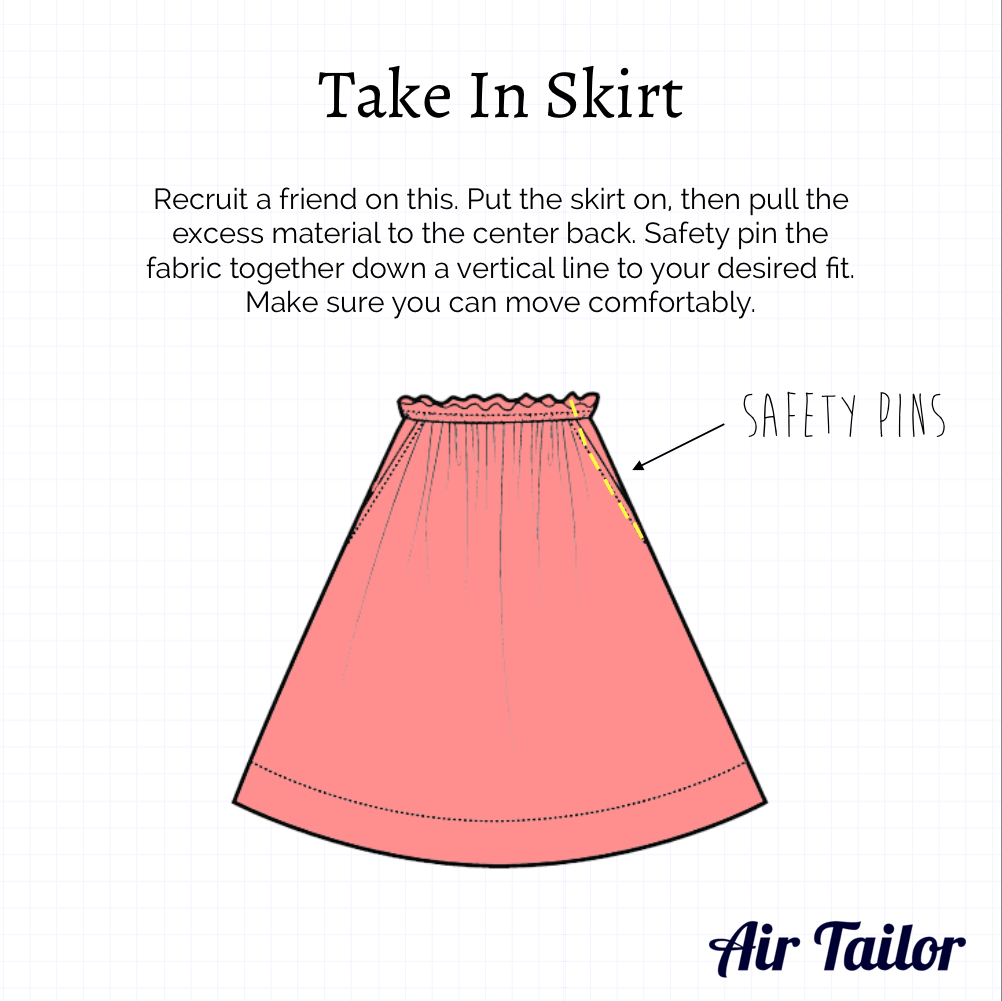 Take In Skirt
Recruit a friend on this. Put the skirt on, then pull the
excess material to the center back. Safety pin the
fabric together down a vertical line to your desired fit.
Make sure you can move comfortably.
SAFETY PINS
Air Tailor